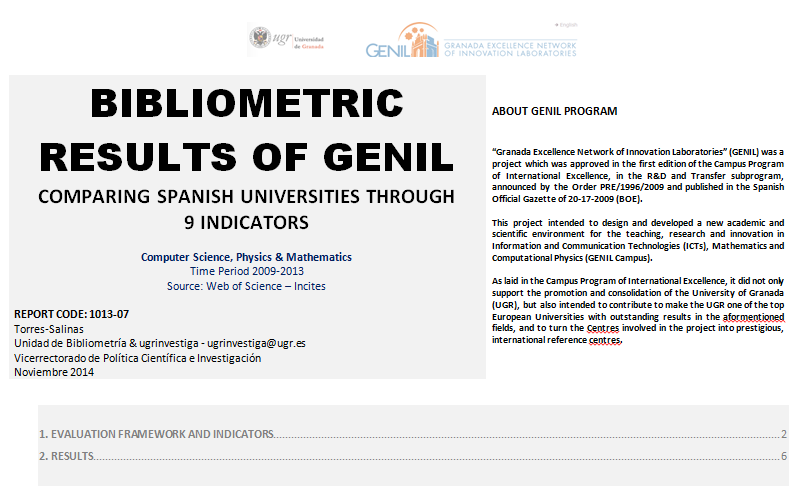 ugr Universidad de Granada
English
GENIL GRANADA EXCELLENCE NETWORK
OF INNOVATION LABORATORIES
BIBLIOMETRIC
RESULTS OF GENIL
COMPARING SPANISH UNIVERSITIES THROUGH
9 INDICATORS
Computer Science, Physics & Mathematics
Time Period 2009-2013
Source: Web of Science – Incites
REPORT CODE: 1013-07
Torres-Salinas
Unidad de Bibliometría & ugrinvestiga - ugrinvestiga@ugr.es
Vicerrectorado de Política Científica e Investigación
Noviembre 2014
ABOUT GENIL PROGRAM
“Granada Excellence Network of Innovation Laboratories” (GENIL) was a
project which was approved in the first edition of the Campus Program
of International Excellence, in the R&D and Transfer subprogram,
announced by the Order PRE/1996/2009 and published in the Spanish
Official Gazette of 20-17-2009 (BOE).
This project intended to design and developed a new academic and
scientific environment for the teaching, research and innovation in
Information and Communication Technologies (ICTs), Mathematics and
Computational Physics (GENIL Campus).
As laid in the Campus Program of International Excellence, it did not only
support the promotion and consolidation of the University of Granada
(UGR), but also intended to contribute to make the UGR one of the top
European Universities with outstanding results in the aformentioned
fields, and to turn the Centres involved in the project into prestigious,
international reference centres.
1. EVALUATION FRAMEWORK AND INDICATORS 2
2. RESULTS 6